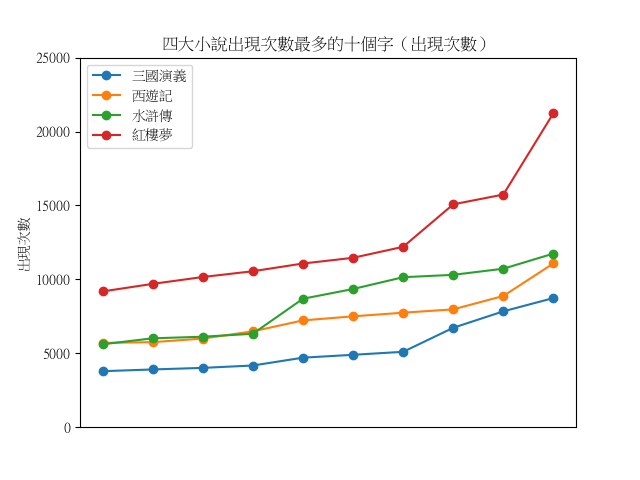 四大小說出現次數最多的十個字（出現次數）
出現次數
25000
20000
15000
10000
5000
0
三國演義
西遊記
水滸傳
紅樓夢